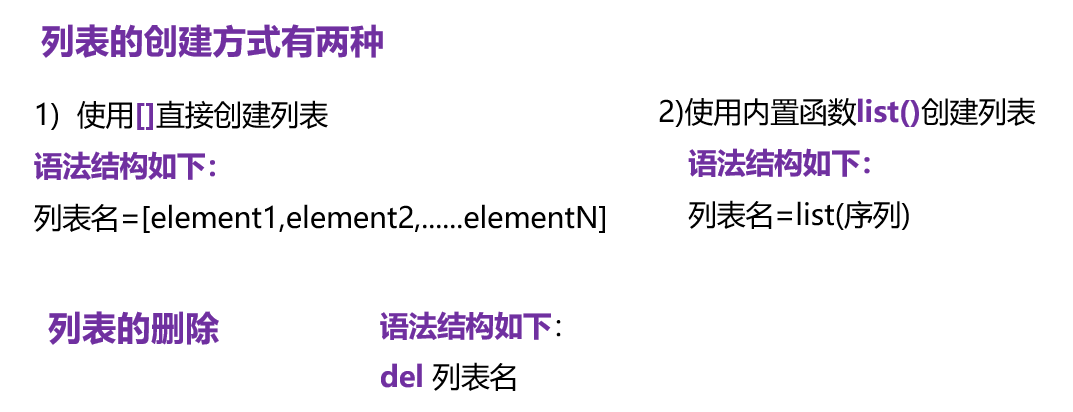 列表的创建方式有两种
1) 使用[]直接创建列表
语法结构如下：
列表名=[element1,element2,......elementN]
2)使用内置函数list()创建列表
语法结构如下：
列表名=list(序列)
列表的删除
语法结构如下：
del 列表名